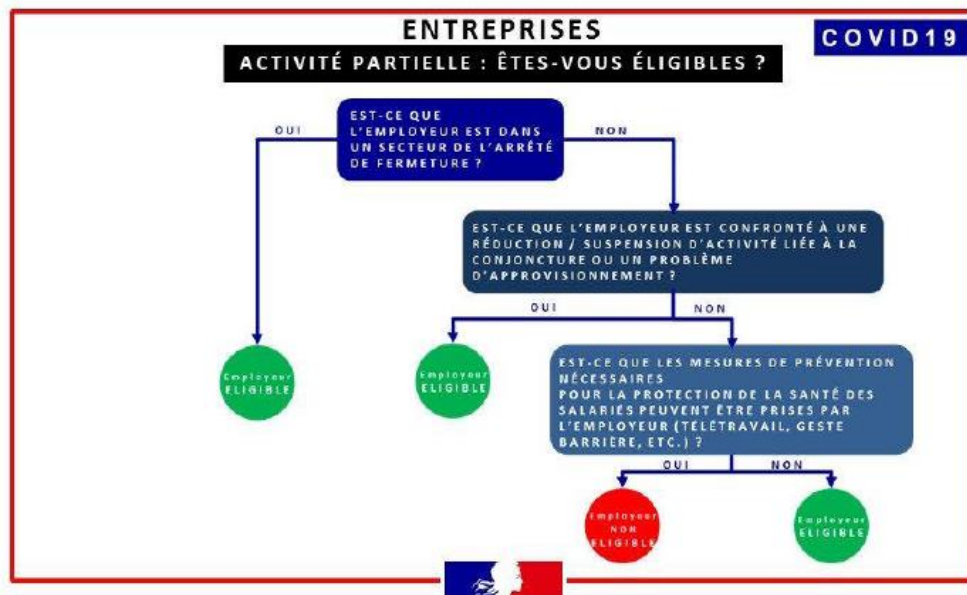 ENTREPRISES
COVID19
ACTIVITÉ PARTIELLE : ÊTES-VOUS ÉLIGIBLES ?
EST-CE QUE
L'EMPLOYEUR EST DANS
UN SECTEUR DE L'ARRÊTÉ
DE FERMETURE ?
OUI
NON
EST-CE QUE L'EMPLOYEUR EST CONFRONTÉ À UNE
RÉDUCTION / SUSPENSION D'ACTIVITÉ LIÉE À LA
CONJONCTURE OU UN PROBLÈME
D'APPROVISIONNEMENT ?
OUI
NON
Employeur
ELIGIBLE
Employeur
ELIGIBLE
EST-CE QUE LES MESURES DE PRÉVENTION
NÉCESSAIRES
POUR LA PROTECTION DE LA SANTÉ DES
SALARIÉS PEUVENT ÊTRE PRISES PAR
L'EMPLOYEUR (TÉLÉTRAVAIL, GESTE
BARRIÈRE, ETC.) ?
OUI
NON
Employeur
NON
ELIGIBLE
Employeur
ELIGIBLE